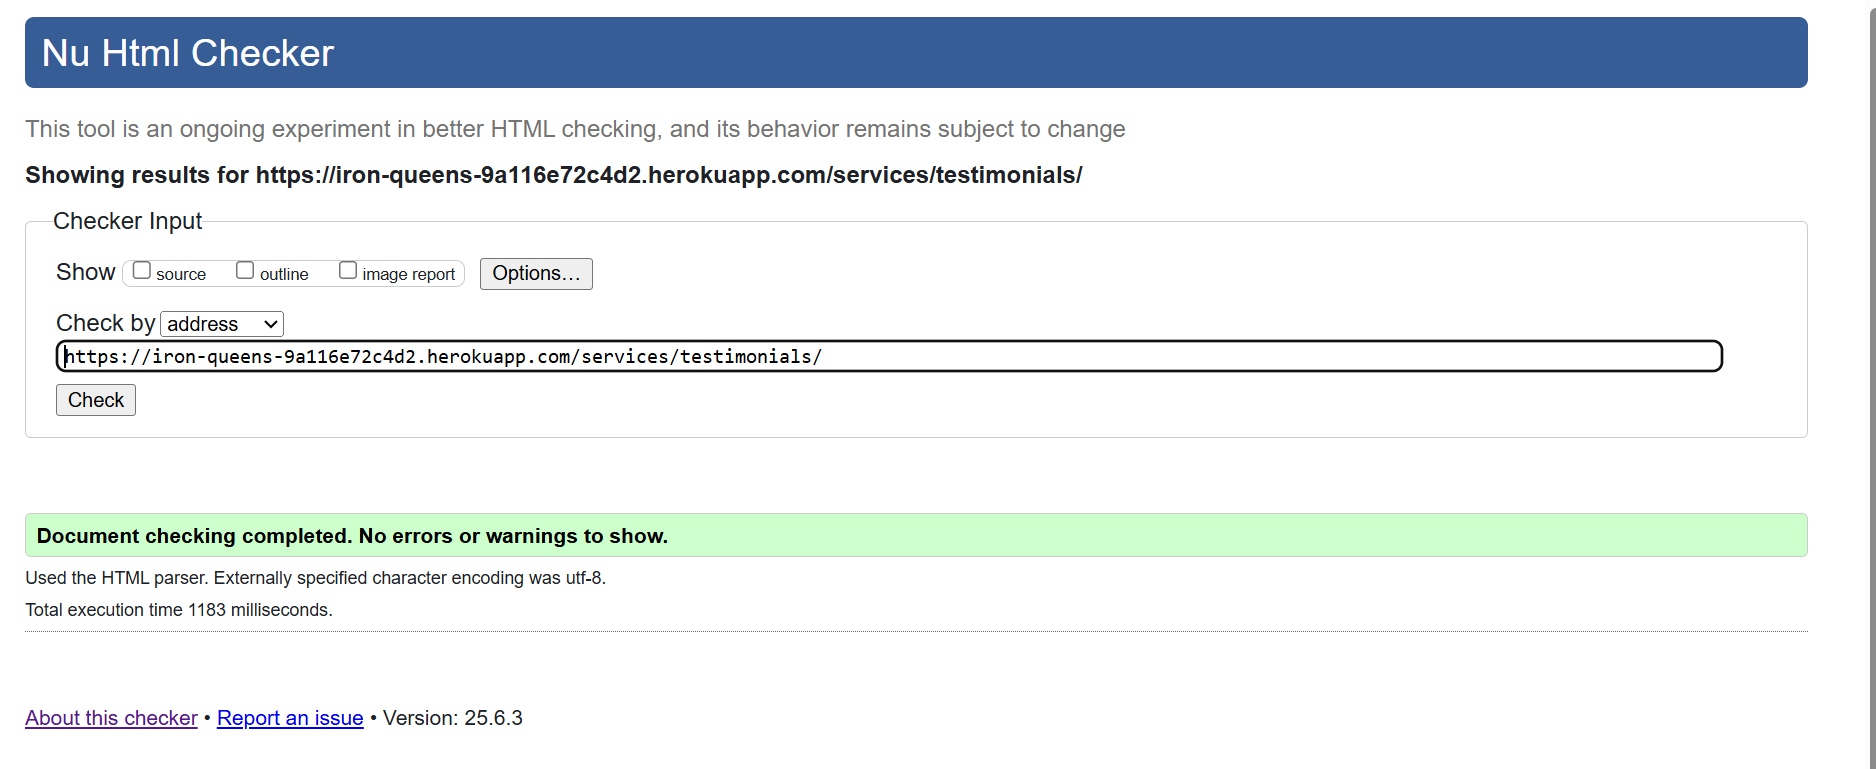 Nu Html Checker
This tool is an ongoing experiment in better HTML checking, and its behavior remains subject to change
Showing results for https://iron-queens-9a116e72c4d2.herokuapp.com/services/testimonials/
Checker Input
Show source outline image report Options...
Check by address
https://iron-queens-9a116e72c4d2.herokuapp.com/services/testimonials/
Check
Document checking completed. No errors or warnings to show.
Used the HTML parser. Externally specified character encoding was utf-8.
Total execution time 1183 milliseconds.
About this checker • Report an issue • Version: 25.6.3